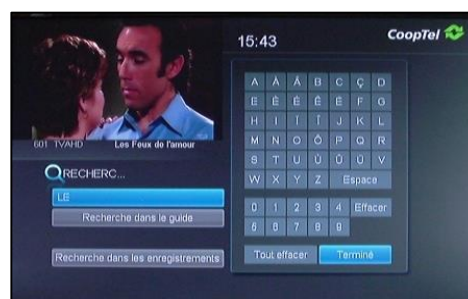 15:43
CoopTel
601 TVAHD Les Feux de l'amour
RECHERC...
LE
Recherche dans le guide
Recherche dans les enregistrements
A À Â B C Ç D
E É È Ê Ë F G
H I Î Ï J K L
M N O Ô P Q R
S T U Ù Û Ü V
W X Y Z Espace
0 1 2 3 4 Effacer
5 6 7 8 9
Tout effacer Terminé